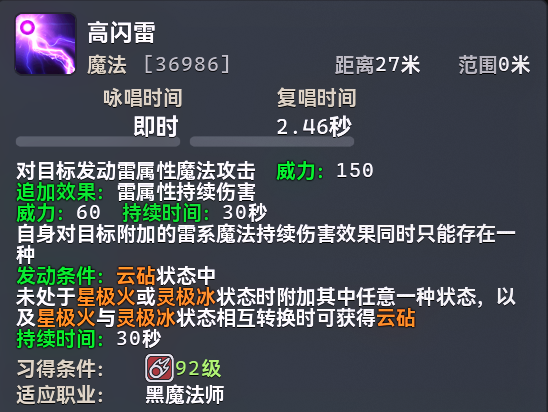 高闪雷
魔法 [36986] 距离27米 范围0米
咏唱时间 复唱时间
即时 2.46秒
对目标发动雷属性魔法攻击 威力: 150
追加效果: 雷属性持续伤害
威力: 60 持续时间: 30秒
自身对目标附加的雷系魔法持续伤害效果同时只能存在一
种
发动条件: 云砧状态中
未处于星极火或灵极冰状态时附加其中任意一种状态，以
及星极火与灵极冰状态相互转换时可获得云砧
持续时间: 30秒
习得条件: 92级
适应职业: 黑魔法师